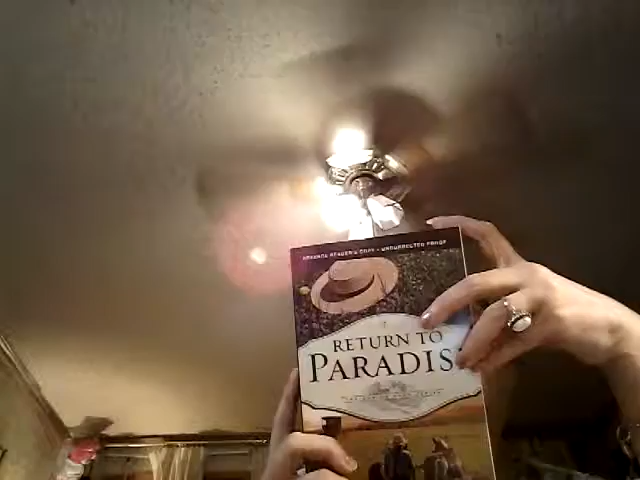 ADVANCE READER'S COPY - UNCORRECTED PROOF
RETURN TO
PARADIS